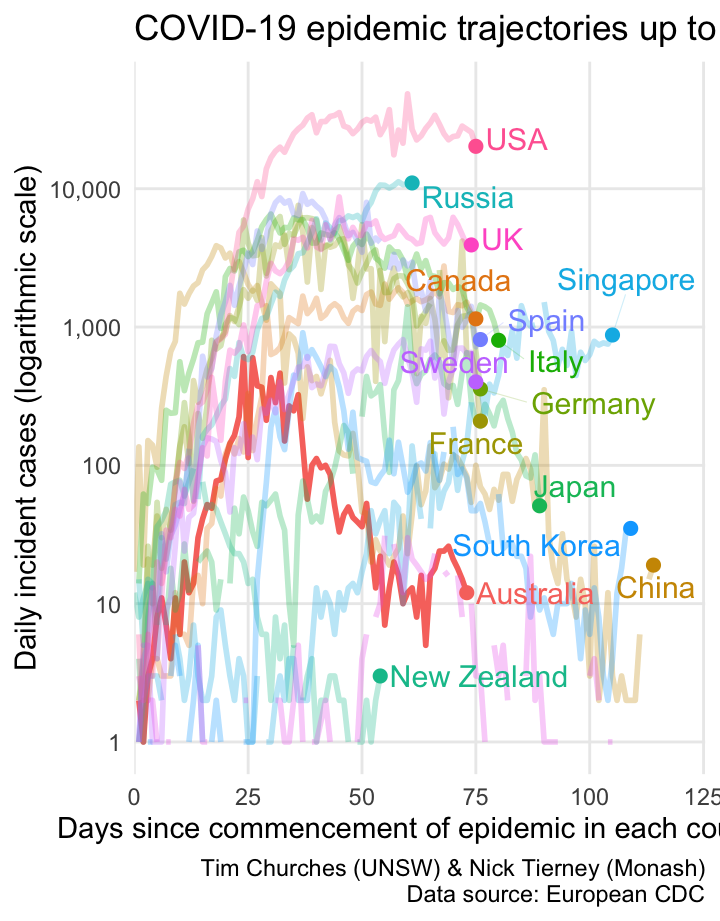 COVID-19 epidemic trajectories up to
Daily incident cases (logarithmic scale)
10,000
1,000
100
10
1
USA
Russia
UK
Canada
Singapore
Spain
Sweden
Italy
Germany
France
Japan
South Korea
China
Australia
New Zealand
0 25 50 75 100 125
Days since commencement of epidemic in each cou
Tim Churches (UNSW) & Nick Tierney (Monash)
Data source: European CDC